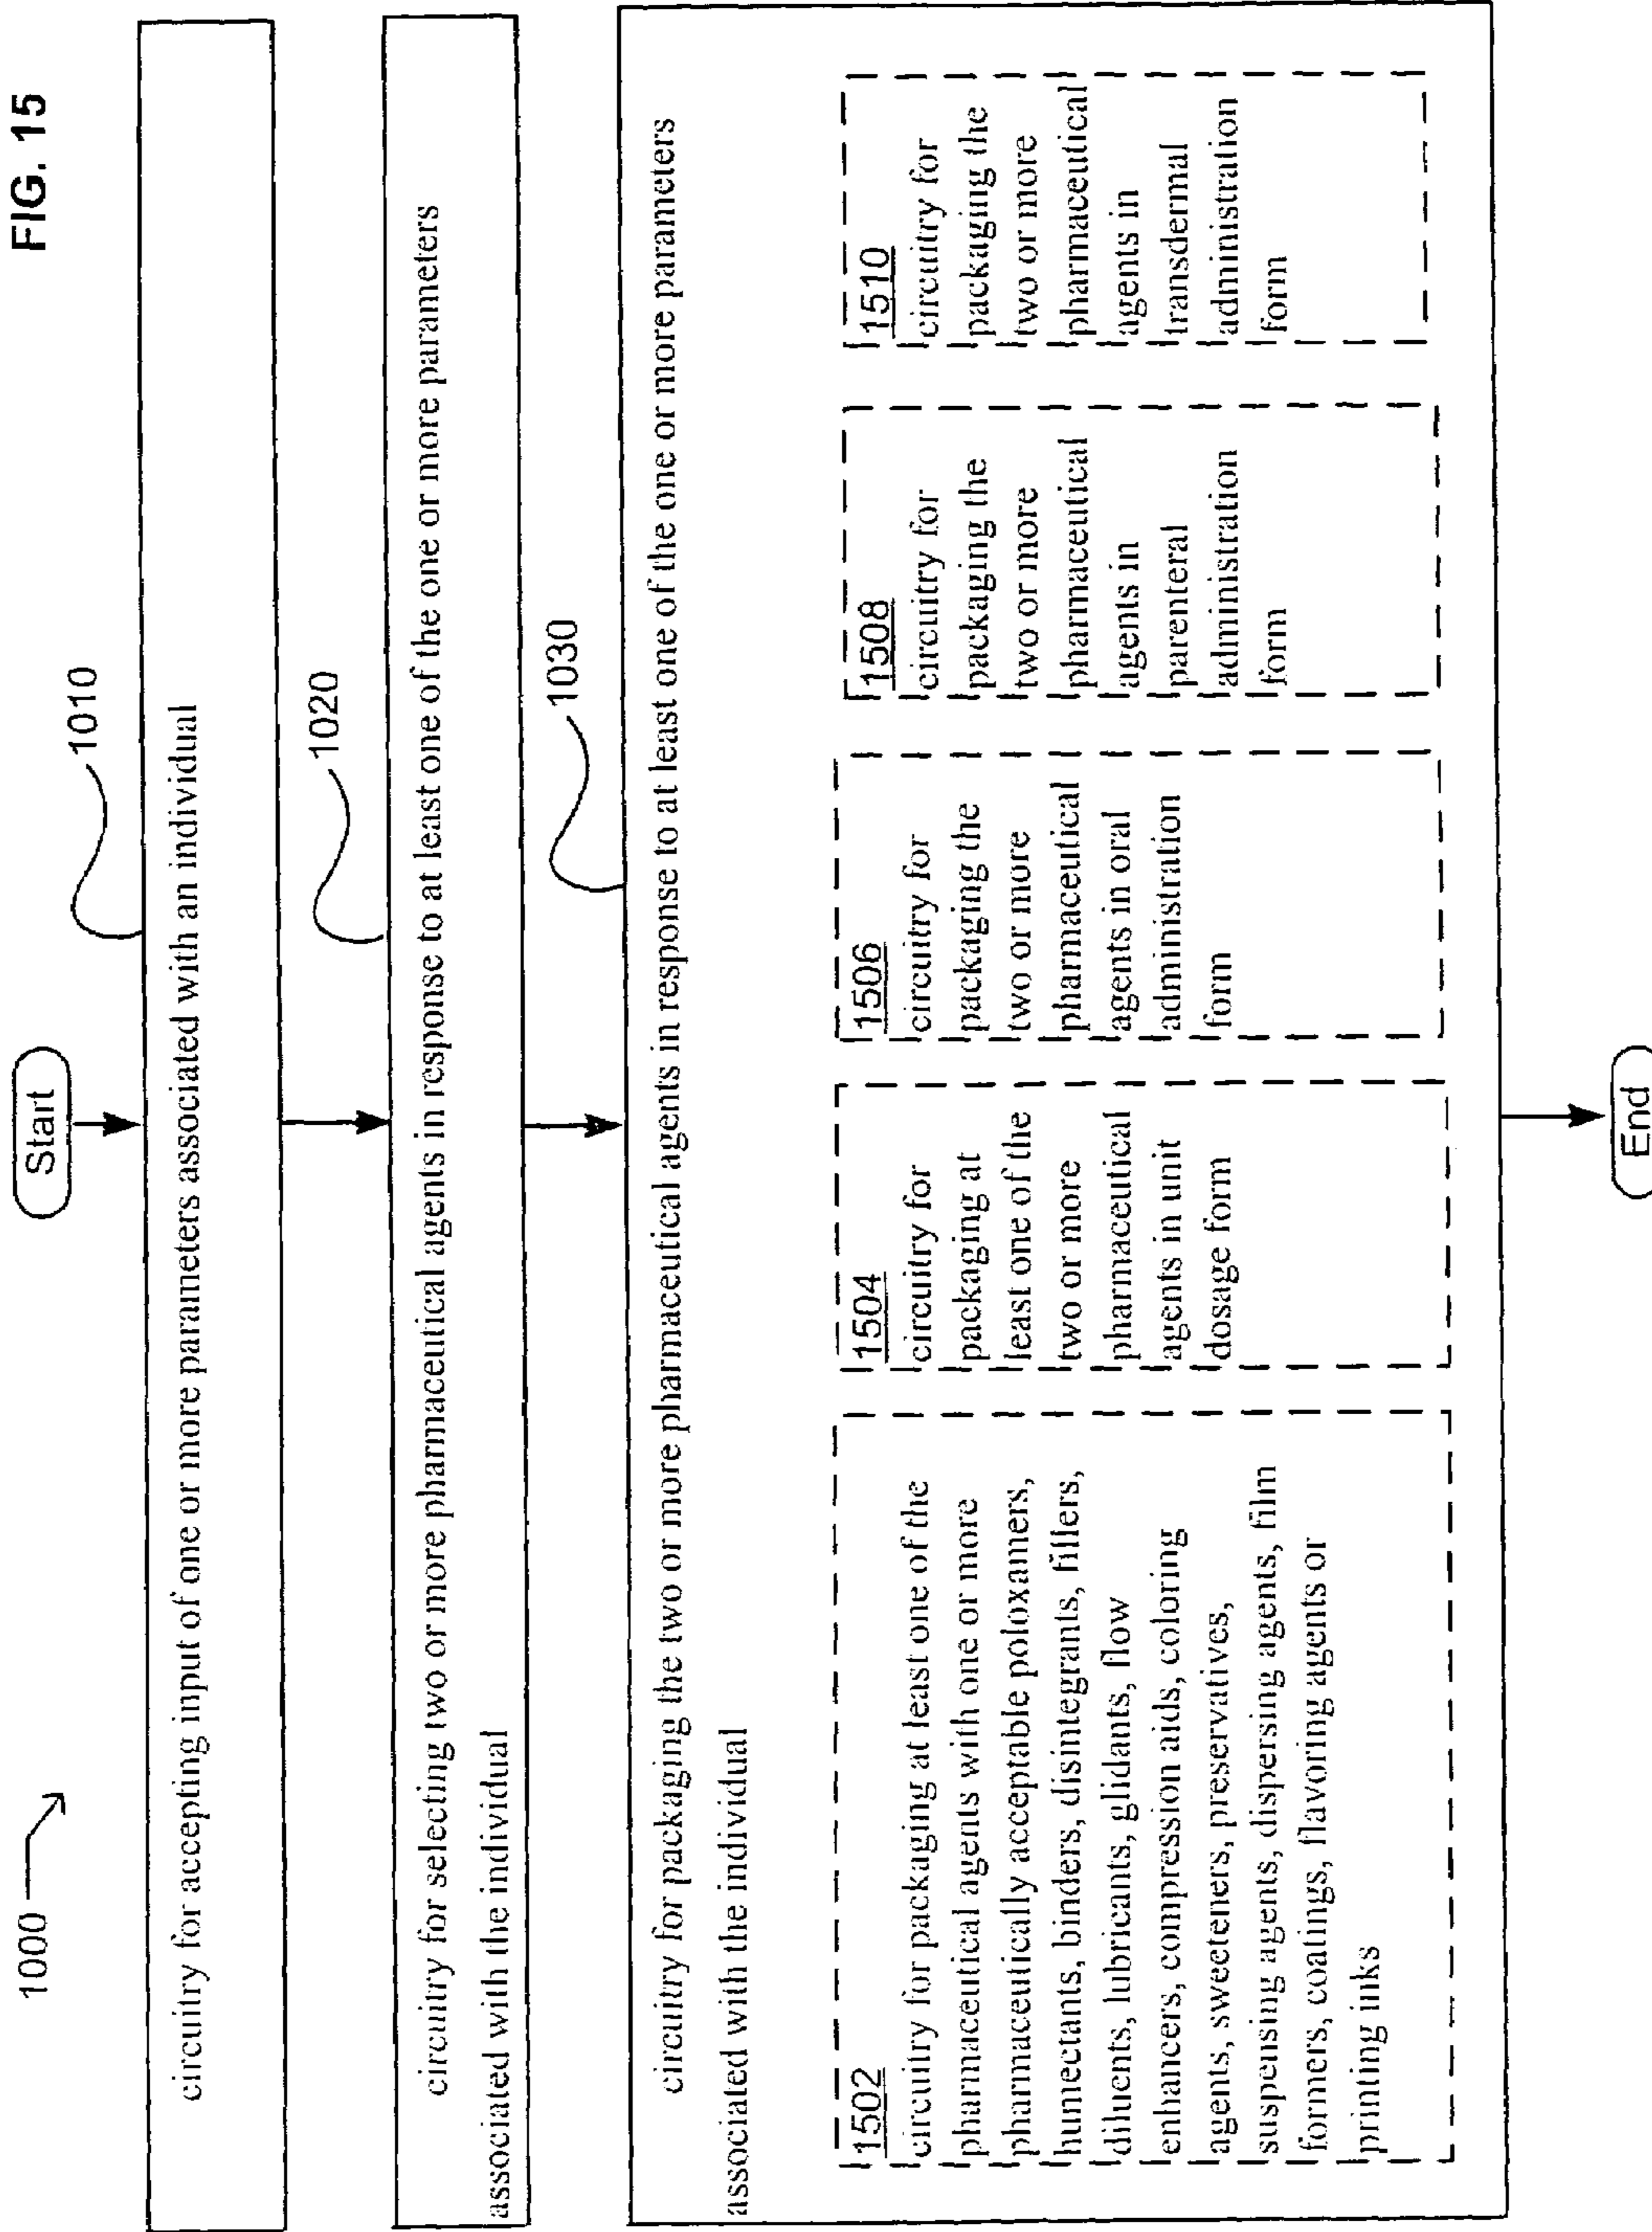 FIG. 15
1000
Start
1010
circuitry for accepting input of one or more parameters associated with an individual
1020
circuitry for selecting two or more pharmaceutical agents in response to at least one of the one or more parameters
associated with the individual
1030
circuitry for packaging the two or more pharmaceutical agents in response to at least one of the one or more parameters
associated with the individual
1502
circuitry for packaging at least one of the
pharmaceutical agents with one or more
pharmaceutically acceptable poloxamers,
humectants, binders, disintegrants, fillers,
diluents, lubricants, glidants, flow
enhancers, compression aids, coloring
agents, sweeteners, preservatives,
suspensing agents, dispersing agents, film
formers, coatings, flavoring agents or
printing inks
1504
circuitry for
packaging at
least one of the
two or more
pharmaceutical
agents in unit
dosage form
1506
circuitry for
packaging the
two or more
pharmaceutical
agents in oral
administration
form
1508
circuitry for
packaging the
two or more
pharmaceutical
agents in
parenteral
administration
form
1510
circuitry for
packaging the
two or more
pharmaceutical
agents in
transdermal
administration
form
End